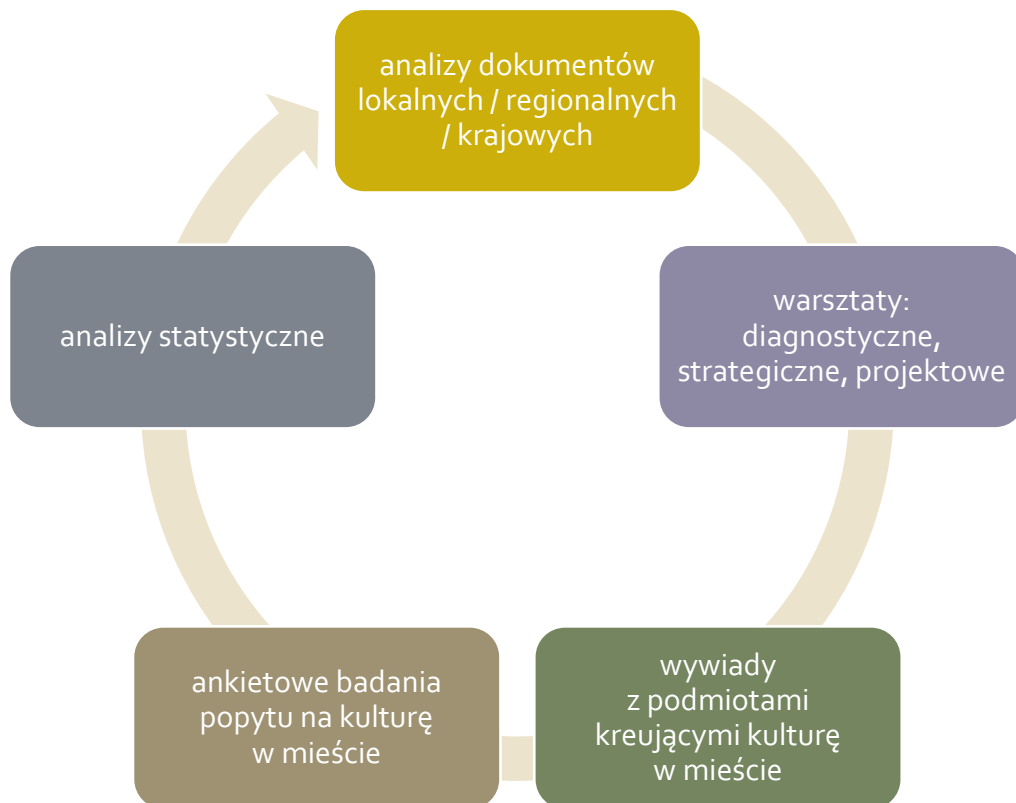 analizy dokumentów
lokalnych / regionalnych
/ krajowych
warsztaty:
diagnostyczne,
strategiczne, projektowe
wywiady
z podmiotami
kreującymi kulturę
w mieście
ankietowe badania
popytu na kulturę
w mieście
analizy statystyczne